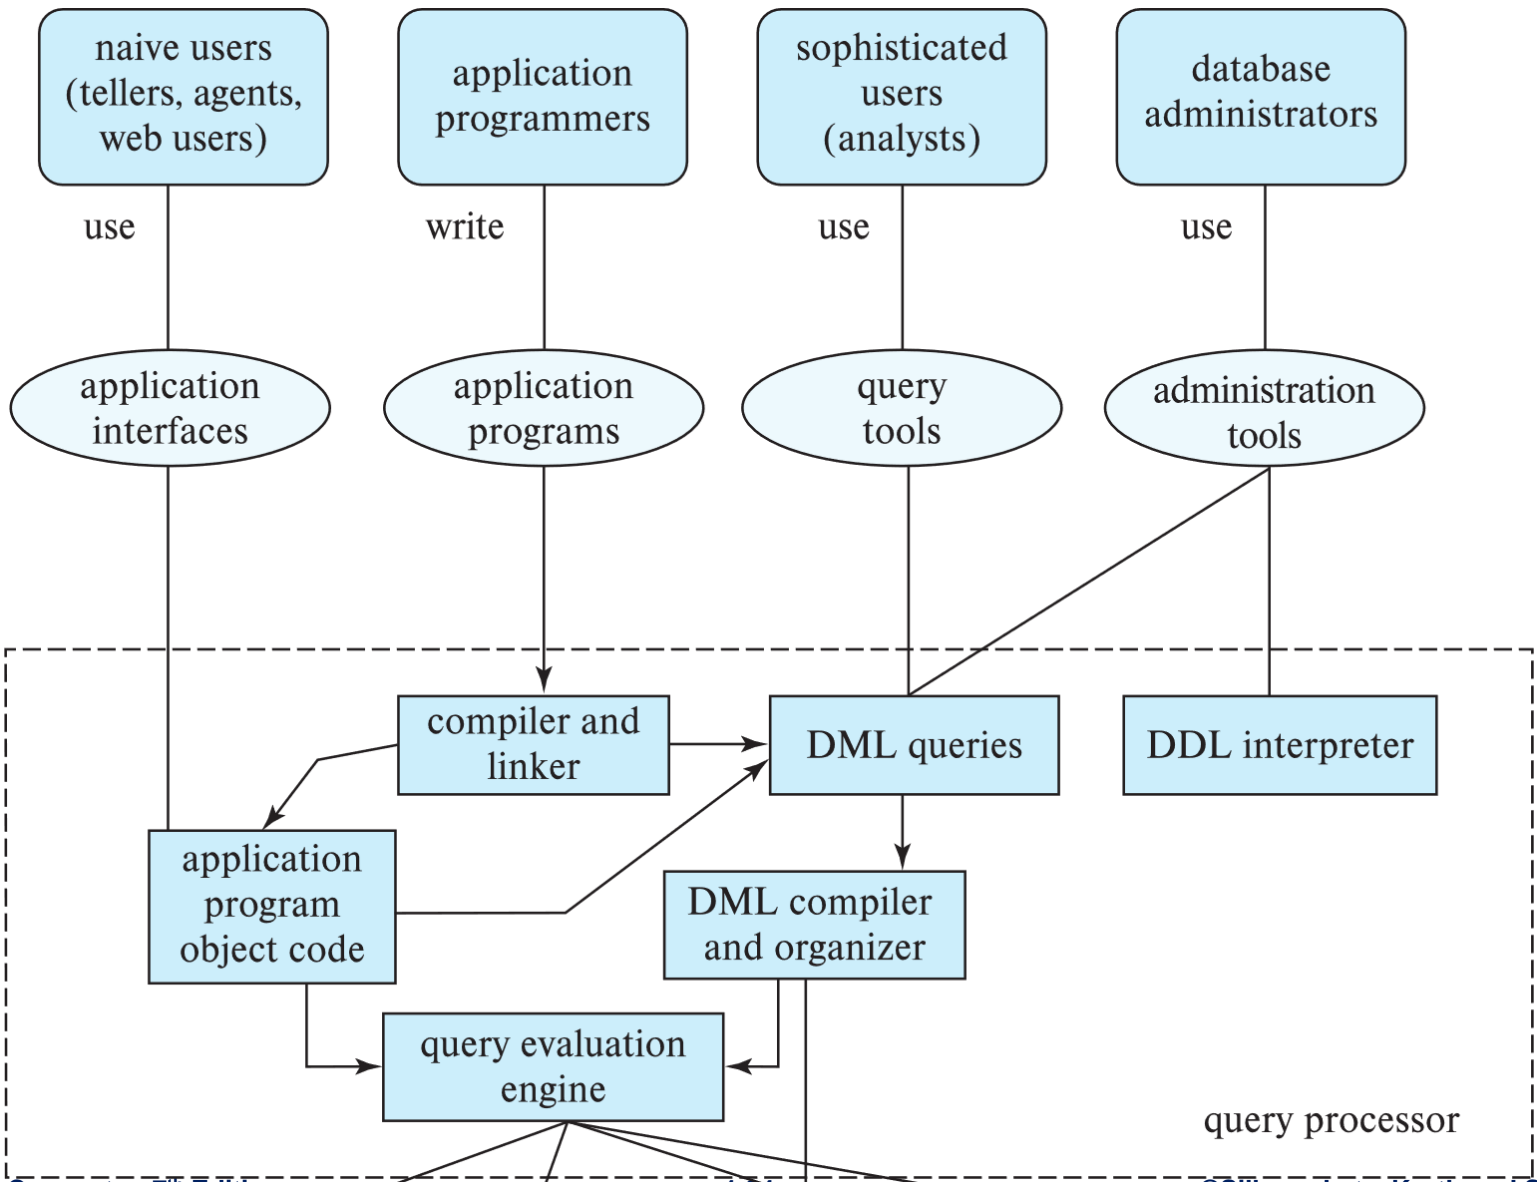 naive users
(tellers, agents,
web users)
application
programmers
sophisticated
users
(analysts)
database
administrators
use
write
use
use
application
interfaces
application
programs
query
tools
administration
tools
compiler and
linker
DML queries
DDL interpreter
application
program
object code
DML compiler
and organizer
query evaluation
engine
query processor